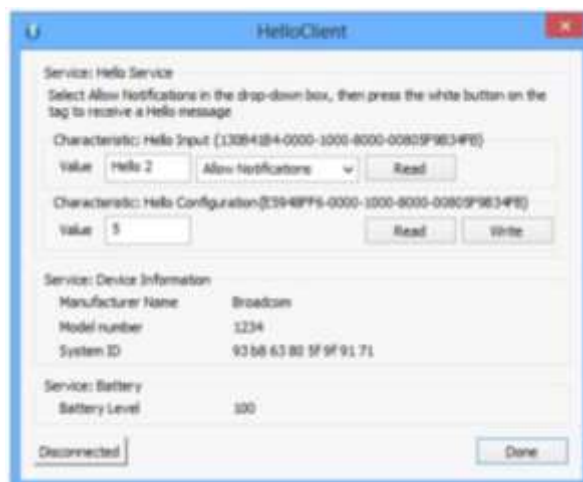 HelloClient
Service: Hello Service
Select Allow Notifications in the drop-down box, then press the white button on the
tag to receive a Hello message
Characteristic: Hello Input (130B41B4-0000-1000-8000-00805F9B34FB)
Value Hello 2 Allow Notifications Read
Characteristic: Hello Configuration(E5948FF6-0000-1000-8000-00805F9B34FB)
Value 5 Read Write
Service: Device Information
Manufacturer Name Broadcom
Model number 1234
System ID 93 b8 63 80 5f 9f 91 71
Service: Battery
Battery Level 100
Disconnected Done